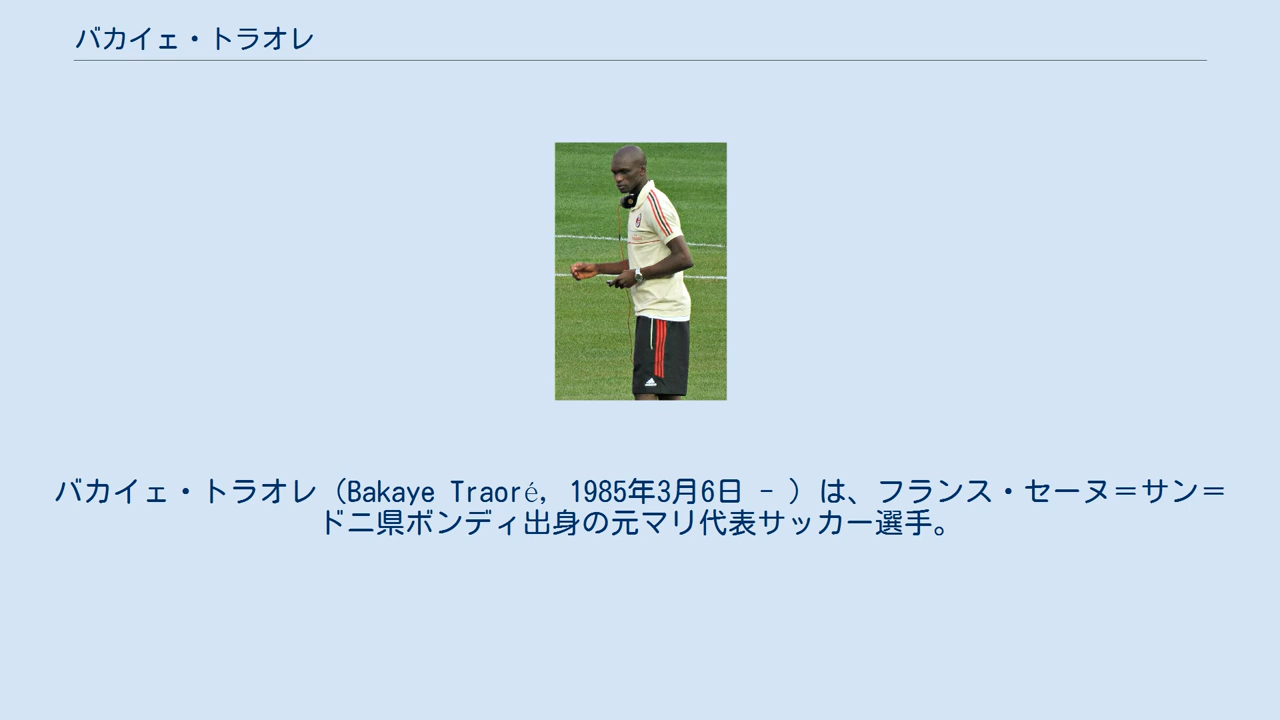 バカイェ・トラオレ
バカイェ・トラオレ（Bakaye Traoré, 1985年3月6日 - ）は、フランス・セーヌ＝サン＝
ドニ県ボンディ出身の元マリ代表サッカー選手。